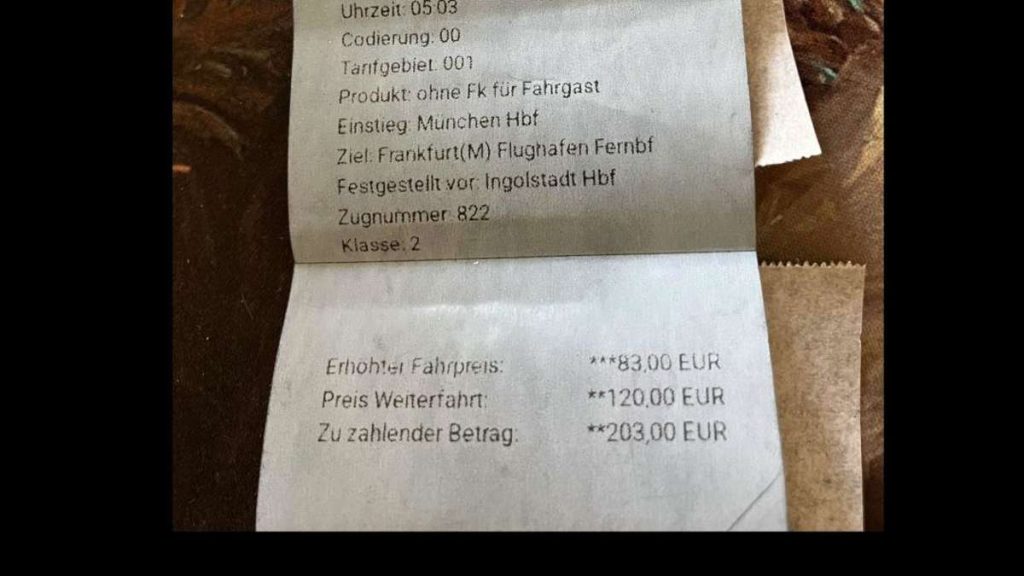 Uhrzeit: 05:03
Codierung: 00
Tarifgebiet: 001
Produkt: ohne Fk für Fahrgast
Einstieg: München Hbf
Ziel: Frankfurt(M) Flughafen Fernbf
Festgestellt vor: Ingolstadt Hbf
Zugnummer: 822
Klasse: 2
Erhöhter Fahrpreis: ***83,00 EUR
Preis Weiterfahrt: **120,00 EUR
Zu zahlender Betrag: **203,00 EUR